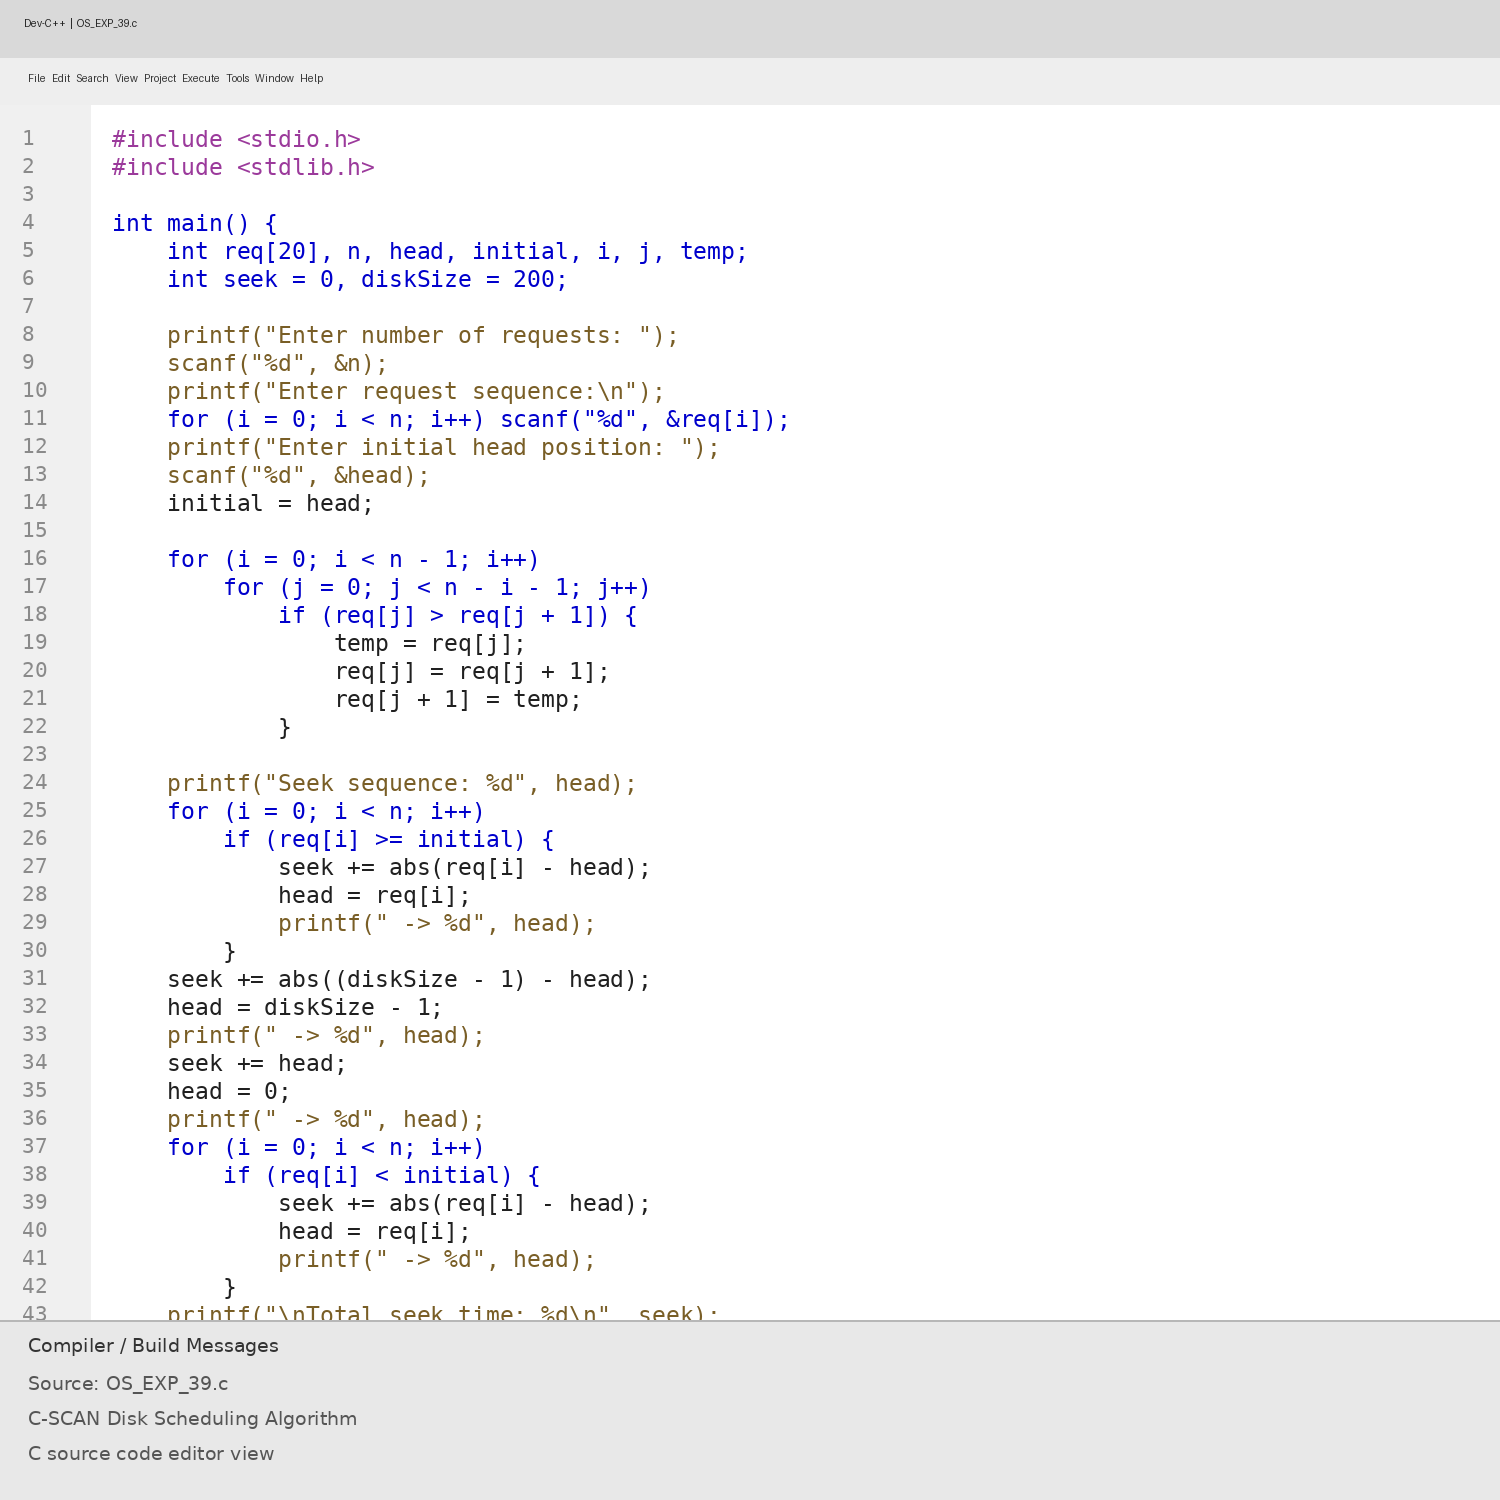 Dev-C++ | OS_EXP_39.c
File Edit Search View Project Execute Tools Window Help
1 #include <stdio.h>
2 #include <stdlib.h>
3
4 int main() {
5     int req[20], n, head, initial, i, j, temp;
6     int seek = 0, diskSize = 200;
7
8     printf("Enter number of requests: ");
9     scanf("%d", &n);
10     printf("Enter request sequence:\n");
11     for (i = 0; i < n; i++) scanf("%d", &req[i]);
12     printf("Enter initial head position: ");
13     scanf("%d", &head);
14     initial = head;
15
16     for (i = 0; i < n - 1; i++)
17         for (j = 0; j < n - i - 1; j++)
18             if (req[j] > req[j + 1]) {
19                 temp = req[j];
20                 req[j] = req[j + 1];
21                 req[j + 1] = temp;
22             }
23
24     printf("Seek sequence: %d", head);
25     for (i = 0; i < n; i++)
26         if (req[i] >= initial) {
27             seek += abs(req[i] - head);
28             head = req[i];
29             printf(" -> %d", head);
30         }
31     seek += abs((diskSize - 1) - head);
32     head = diskSize - 1;
33     printf(" -> %d", head);
34     seek += head;
35     head = 0;
36     printf(" -> %d", head);
37     for (i = 0; i < n; i++)
38         if (req[i] < initial) {
39             seek += abs(req[i] - head);
40             head = req[i];
41             printf(" -> %d", head);
42         }
43     printf("\nTotal seek time: %d\n", seek);
Compiler / Build Messages
Source: OS_EXP_39.c
C-SCAN Disk Scheduling Algorithm
C source code editor view